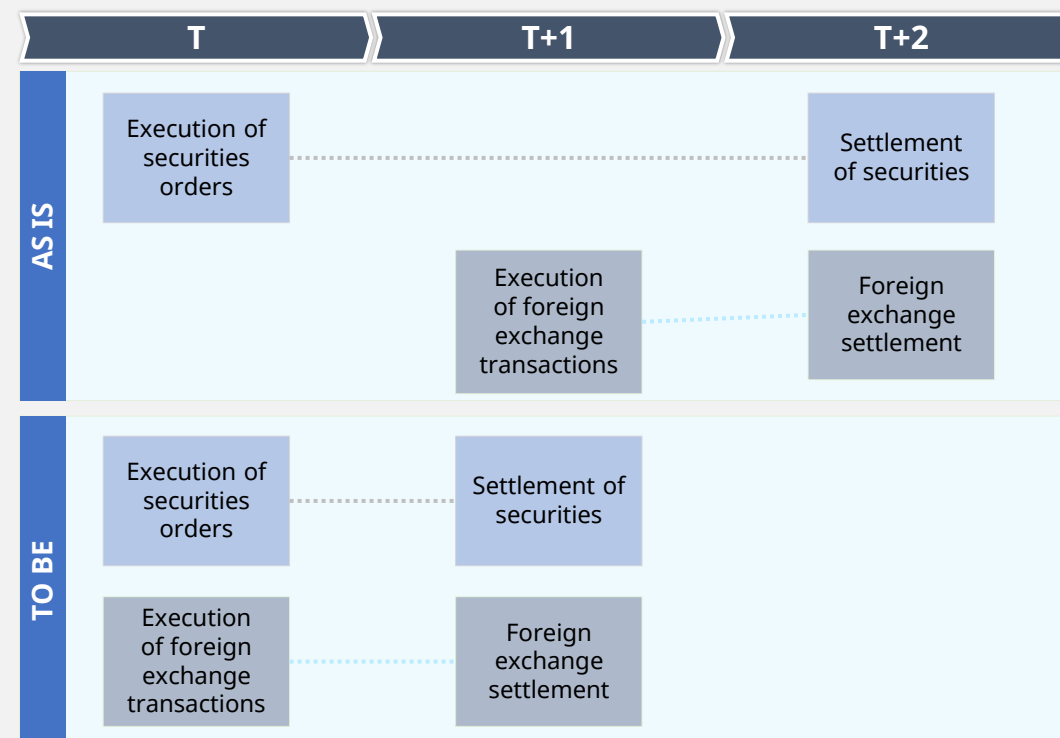 T
T+1
T+2
AS IS
Execution of
securities
orders
Settlement
of securities
Execution
of foreign
exchange
transactions
Foreign
exchange
settlement
TO BE
Execution of
securities
orders
Settlement of
securities
Execution
of foreign
exchange
transactions
Foreign
exchange
settlement